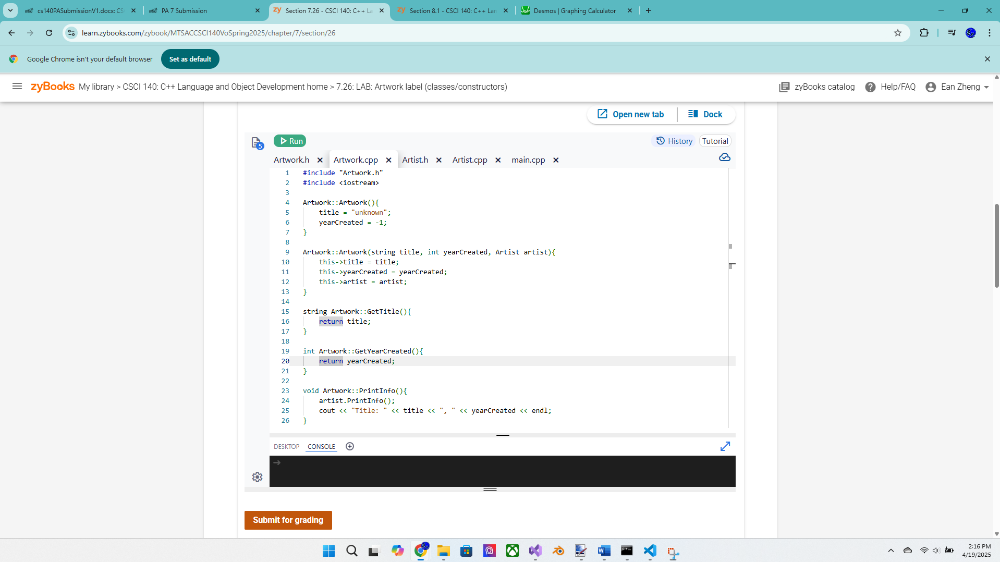 cs140PASubmissionV1.docx: CS
PA 7 Submission
Section 7.26 - CSCI 140: C++ La
Section 8.1 - CSCI 140: C++ Lan
Desmos | Graphing Calculator
learn.zybooks.com/zybook/MTSACCSCI140VoSpring2025/chapter/7/section/26
Google Chrome isn't your default browser
Set as default
zyBooks My library > CSCI 140: C++ Language and Object Development home > 7.26: LAB: Artwork label (classes/constructors)
zyBooks catalog
Help/FAQ
Ean Zheng
Open new tab
Dock
5
Run
History
Tutorial
Artwork.h
Artwork.cpp
Artist.h
Artist.cpp
main.cpp
1 #include "Artwork.h"
2 #include <iostream>
3
4 Artwork::Artwork(){
5 title = "unknown";
6 yearCreated = -1;
7 }
8
9 Artwork::Artwork(string title, int yearCreated, Artist artist){
10 this->title = title;
11 this->yearCreated = yearCreated;
12 this->artist = artist;
13 }
14
15 string Artwork::GetTitle(){
16 return title;
17 }
18
19 int Artwork::GetYearCreated(){
20 return yearCreated;
21 }
22
23 void Artwork::PrintInfo(){
24 artist.PrintInfo();
25 cout << "Title: " << title << ", " << yearCreated << endl;
26 }
DESKTOP
CONSOLE
Submit for grading
2:16 PM
4/19/2025